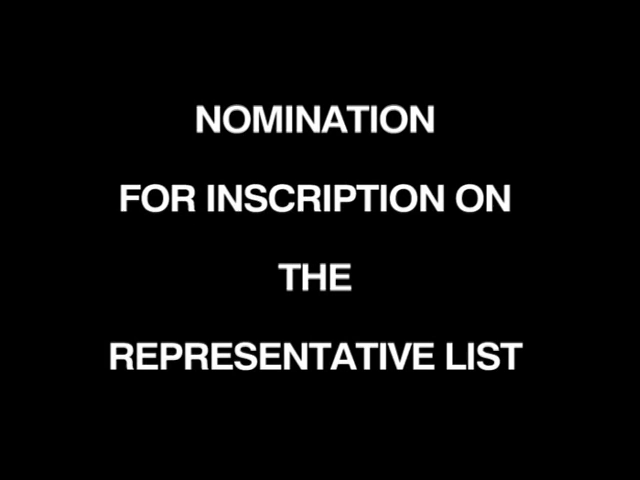 NOMINATION
FOR INSCRIPTION ON
THE
REPRESENTATIVE LIST